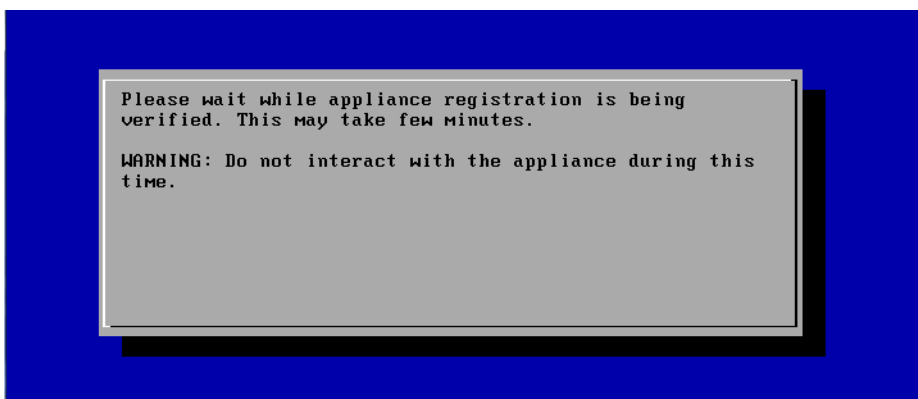 Please wait while appliance registration is being
verified. This may take few minutes.
WARNING: Do not interact with the appliance during this
time.